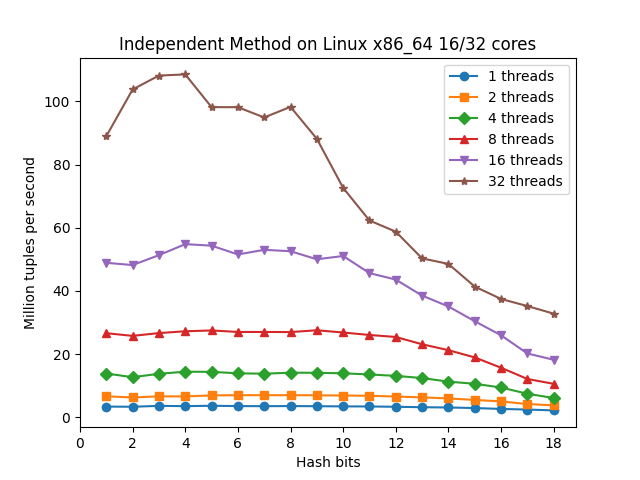 Independent Method on Linux x86_64 16/32 cores
1 threads
2 threads
4 threads
8 threads
16 threads
32 threads
Million tuples per second
100
80
60
40
20
0
0 2 4 6 8 10 12 14 16 18
Hash bits